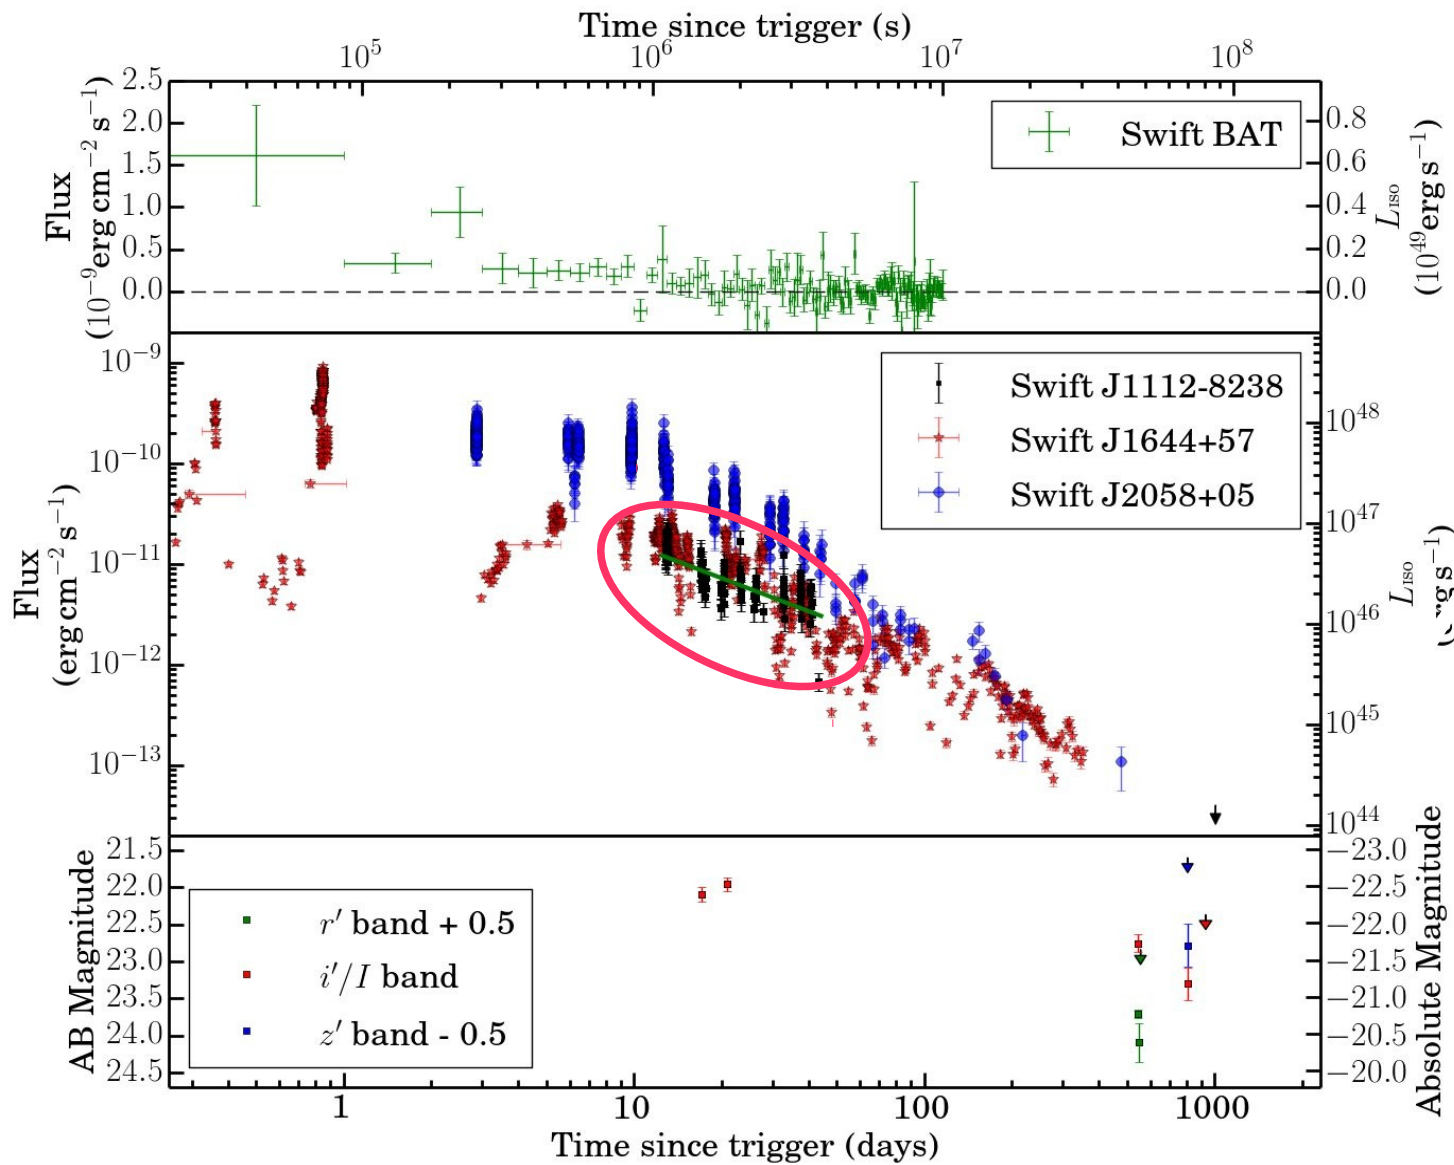 Time since trigger (s)
10^5 10^6 10^7 10^8
Flux
(10^−9 erg cm^−2 s^−1)
2.5
2.0
1.5
1.0
0.5
0.0
Swift BAT
0.8
0.6
0.4
0.2
0.0
L_ISO
(10^49 erg s^−1)
Flux
(erg cm^−2 s^−1)
10^−9
10^−10
10^−11
10^−12
10^−13
Swift J1112-8238
Swift J1644+57
Swift J2058+05
10^48
10^47
10^46
10^45
10^44
L_ISO
erg s^−1)
AB Magnitude
21.5
22.0
22.5
23.0
23.5
24.0
24.5
r′ band + 0.5
i′/I band
z′ band - 0.5
−23.0
−22.5
−22.0
−21.5
−21.0
−20.5
−20.0
Absolute Magnitude
1 10 100 1000
Time since trigger (days)